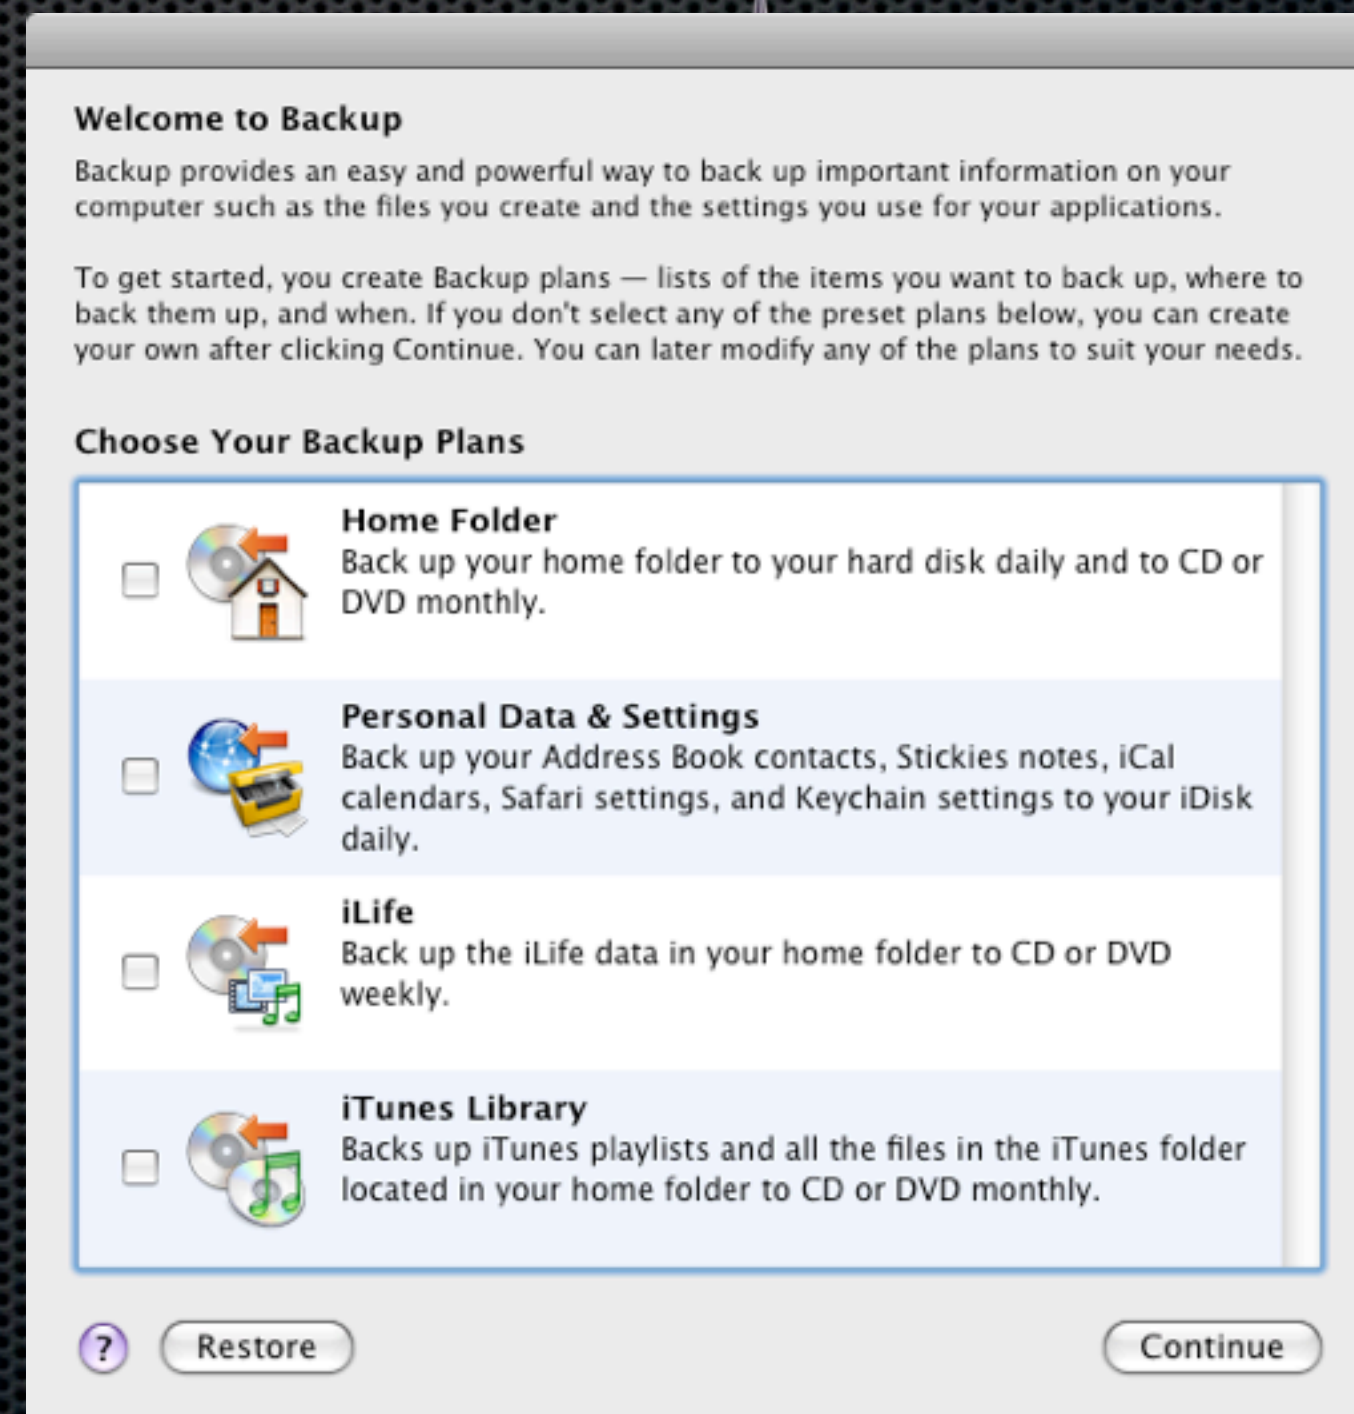 Welcome to Backup
Backup provides an easy and powerful way to back up important information on your
computer such as the files you create and the settings you use for your applications.
To get started, you create Backup plans — lists of the items you want to back up, where to
back them up, and when. If you don't select any of the preset plans below, you can create
your own after clicking Continue. You can later modify any of the plans to suit your needs.
Choose Your Backup Plans
Home Folder
Back up your home folder to your hard disk daily and to CD or
DVD monthly.
Personal Data & Settings
Back up your Address Book contacts, Stickies notes, iCal
calendars, Safari settings, and Keychain settings to your iDisk
daily.
iLife
Back up the iLife data in your home folder to CD or DVD
weekly.
iTunes Library
Backs up iTunes playlists and all the files in the iTunes folder
located in your home folder to CD or DVD monthly.
? Restore Continue